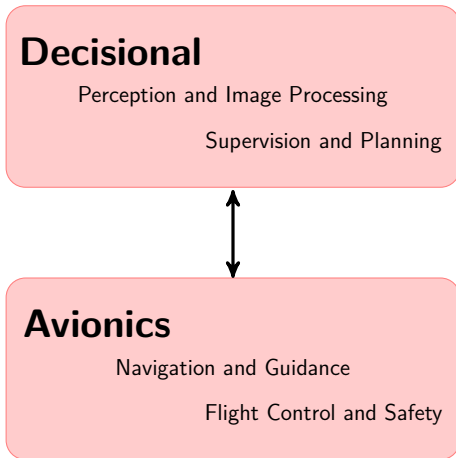 Decisional
Perception and Image Processing
Supervision and Planning
Avionics
Navigation and Guidance
Flight Control and Safety